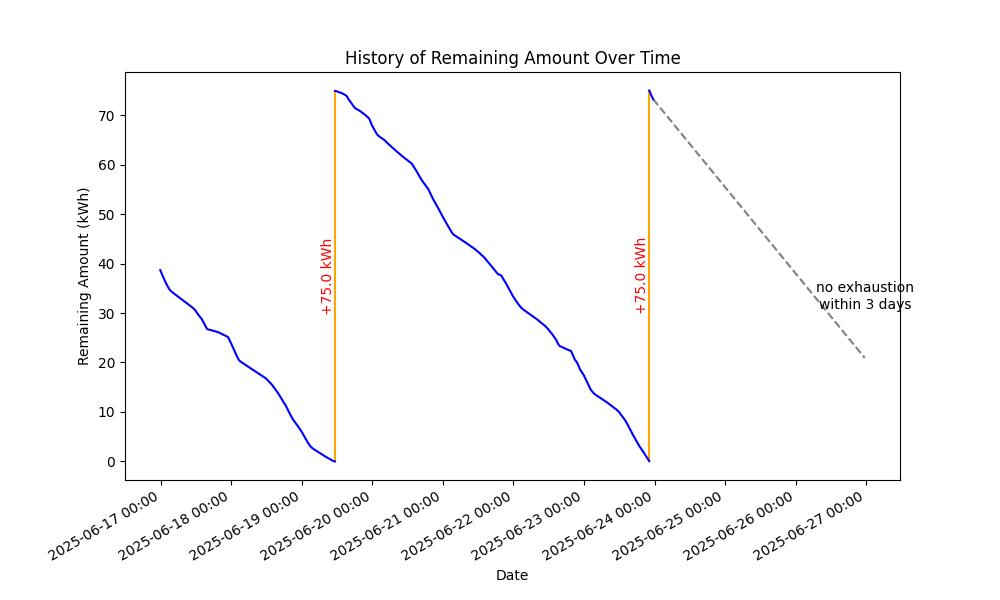 History of Remaining Amount Over Time
Remaining Amount (kWh)
70
60
50
40
30
20
10
0
+75.0 kWh
+75.0 kWh
no exhaustion
within 3 days
2025-06-17 00:00
2025-06-18 00:00
2025-06-19 00:00
2025-06-20 00:00
2025-06-21 00:00
2025-06-22 00:00
2025-06-23 00:00
2025-06-24 00:00
2025-06-25 00:00
2025-06-26 00:00
2025-06-27 00:00
Date